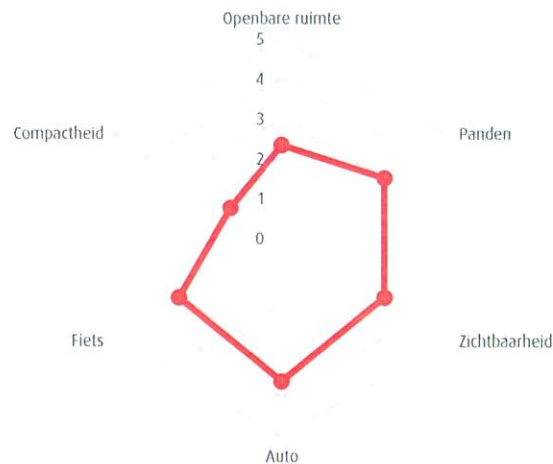 Openbare ruimte
5
4
Compactheid
Panden
3
2
1
0
Fiets
Zichtbaarheid
Auto